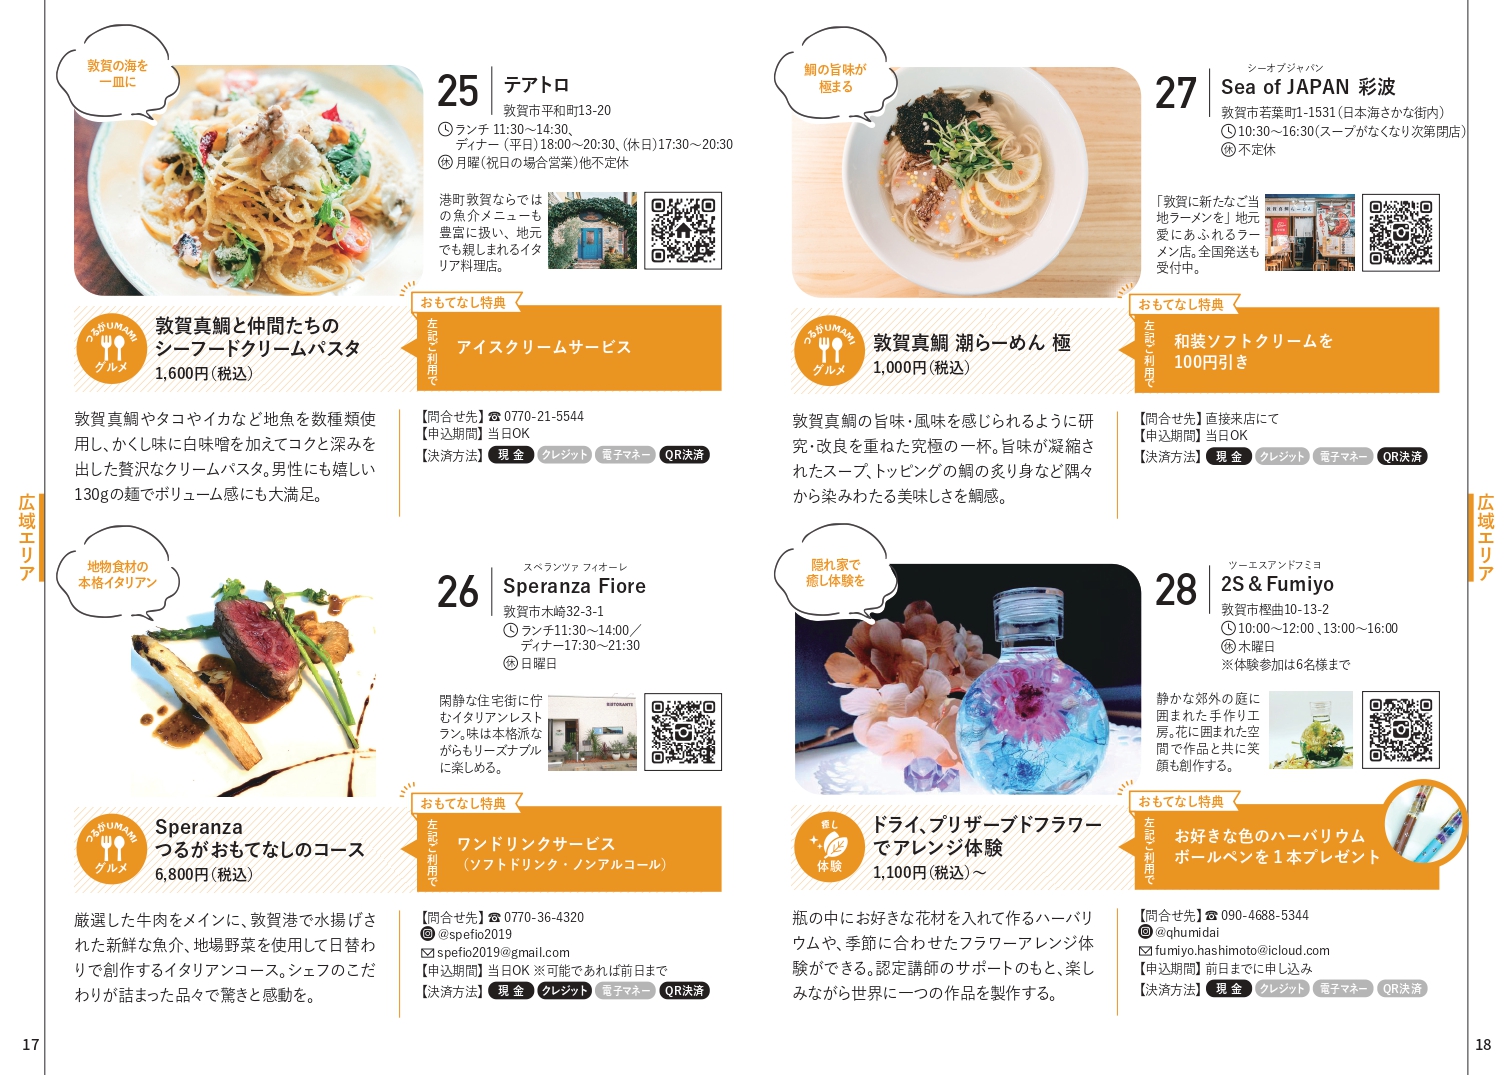 敦賀の海を
一皿に
25
テアトロ
敦賀市平和町13-20
ランチ 11:30〜14:30、
ディナー (平日)18:00〜20:30、(休日)17:30〜20:30
休 月曜(祝日の場合営業)他不定休
港町敦賀ならでは
の魚介メニューも
豊富に扱い、地元
でも親しまれるイタ
リア料理店。
つるがUMAMI
グルメ
敦賀真鯛と仲間たちの
シーフードクリームパスタ
1,600円(税込)
おもてなし特典
左記ご利用で
アイスクリームサービス
敦賀真鯛やタコやイカなど地魚を数種類使
用し、かくし味に白味噌を加えてコクと深みを
出した贅沢なクリームパスタ。男性にも嬉しい
130gの麺でボリューム感にも大満足。
【問合せ先】☎ 0770-21-5544
【申込期間】当日OK
【決済方法】現 金 クレジット 電子マネー QR決済
地物食材の
本格イタリアン
26
スペランツァ フィオーレ
Speranza Fiore
敦賀市木崎32-3-1
ランチ11:30〜14:00／
ディナー17:30〜21:30
休 日曜日
閑静な住宅街に佇
むイタリアンレスト
ラン。味は本格派な
がらもリーズナブル
に楽しめる。
RISTORANTE
つるがUMAMI
グルメ
Speranza
つるがおもてなしのコース
6,800円(税込)
おもてなし特典
左記ご利用で
ワンドリンクサービス
(ソフトドリンク・ノンアルコール)
厳選した牛肉をメインに、敦賀港で水揚げさ
れた新鮮な魚介、地場野菜を使用して日替わ
りで創作するイタリアンコース。シェフのこだ
わりが詰まった品々で驚きと感動を。
【問合せ先】☎ 0770-36-4320
@spefio2019
spefio2019@gmail.com
【申込期間】当日OK ※可能であれば前日まで
【決済方法】現 金 クレジット 電子マネー QR決済
広域エリア
17
鯛の旨味が
極まる
27
シーオブジャパン
Sea of JAPAN 彩波
敦賀市若葉町1-1531(日本海さかな街内)
10:30〜16:30(スープがなくなり次第閉店)
休 不定休
「敦賀に新たなご当
地ラーメンを」地元
愛にあふれるラー
メン店。全国発送も
受付中。
つるがUMAMI
グルメ
敦賀真鯛 潮らーめん 極
1,000円(税込)
おもてなし特典
左記ご利用で
和装ソフトクリームを
100円引き
敦賀真鯛の旨味・風味を感じられるように研
究・改良を重ねた究極の一杯。旨味が凝縮さ
れたスープ、トッピングの鯛の炙り身など隅々
から染みわたる美味しさを鯛感。
【問合せ先】直接来店にて
【申込期間】当日OK
【決済方法】現 金 クレジット 電子マネー QR決済
隠れ家で
癒し体験を
28
ツーエスアンドフミヨ
2S＆Fumiyo
敦賀市樫曲10-13-2
10:00〜12:00、13:00〜16:00
休 木曜日
※体験参加は6名様まで
静かな郊外の庭に
囲まれた手作り工
房。花に囲まれた空
間で作品と共に笑
顔も創作する。
癒し
体験
ドライ、プリザーブドフラワー
でアレンジ体験
1,100円(税込)〜
おもてなし特典
左記ご利用で
お好きな色のハーバリウム
ボールペンを１本プレゼント
瓶の中にお好きな花材を入れて作るハーバリ
ウムや、季節に合わせたフラワーアレンジ体
験ができる。認定講師のサポートのもと、楽し
みながら世界に一つの作品を製作する。
【問合せ先】☎ 090-4688-5344
@qhumidai
fumiyo.hashimoto@icloud.com
【申込期間】前日までに申し込み
【決済方法】現 金 クレジット 電子マネー QR決済
広域エリア
18